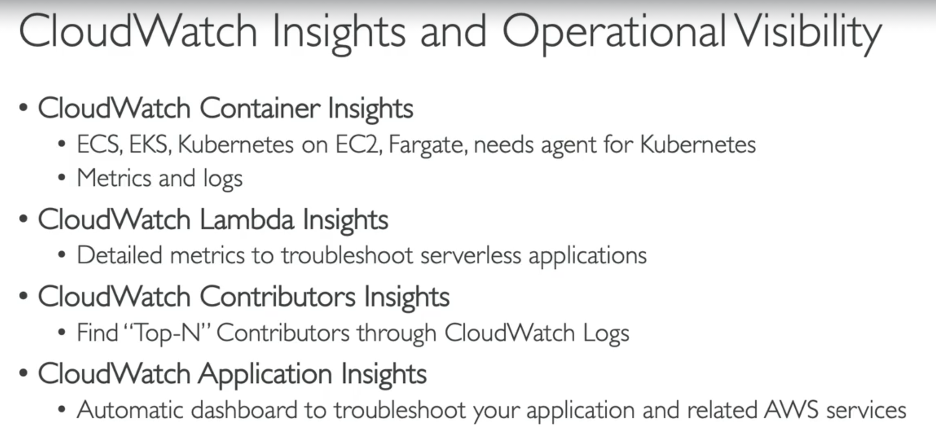 CloudWatch Insights and Operational Visibility
• CloudWatch Container Insights
• ECS, EKS, Kubernetes on EC2, Fargate, needs agent for Kubernetes
• Metrics and logs
• CloudWatch Lambda Insights
• Detailed metrics to troubleshoot serverless applications
• CloudWatch Contributors Insights
• Find “Top-N” Contributors through CloudWatch Logs
• CloudWatch Application Insights
• Automatic dashboard to troubleshoot your application and related AWS services